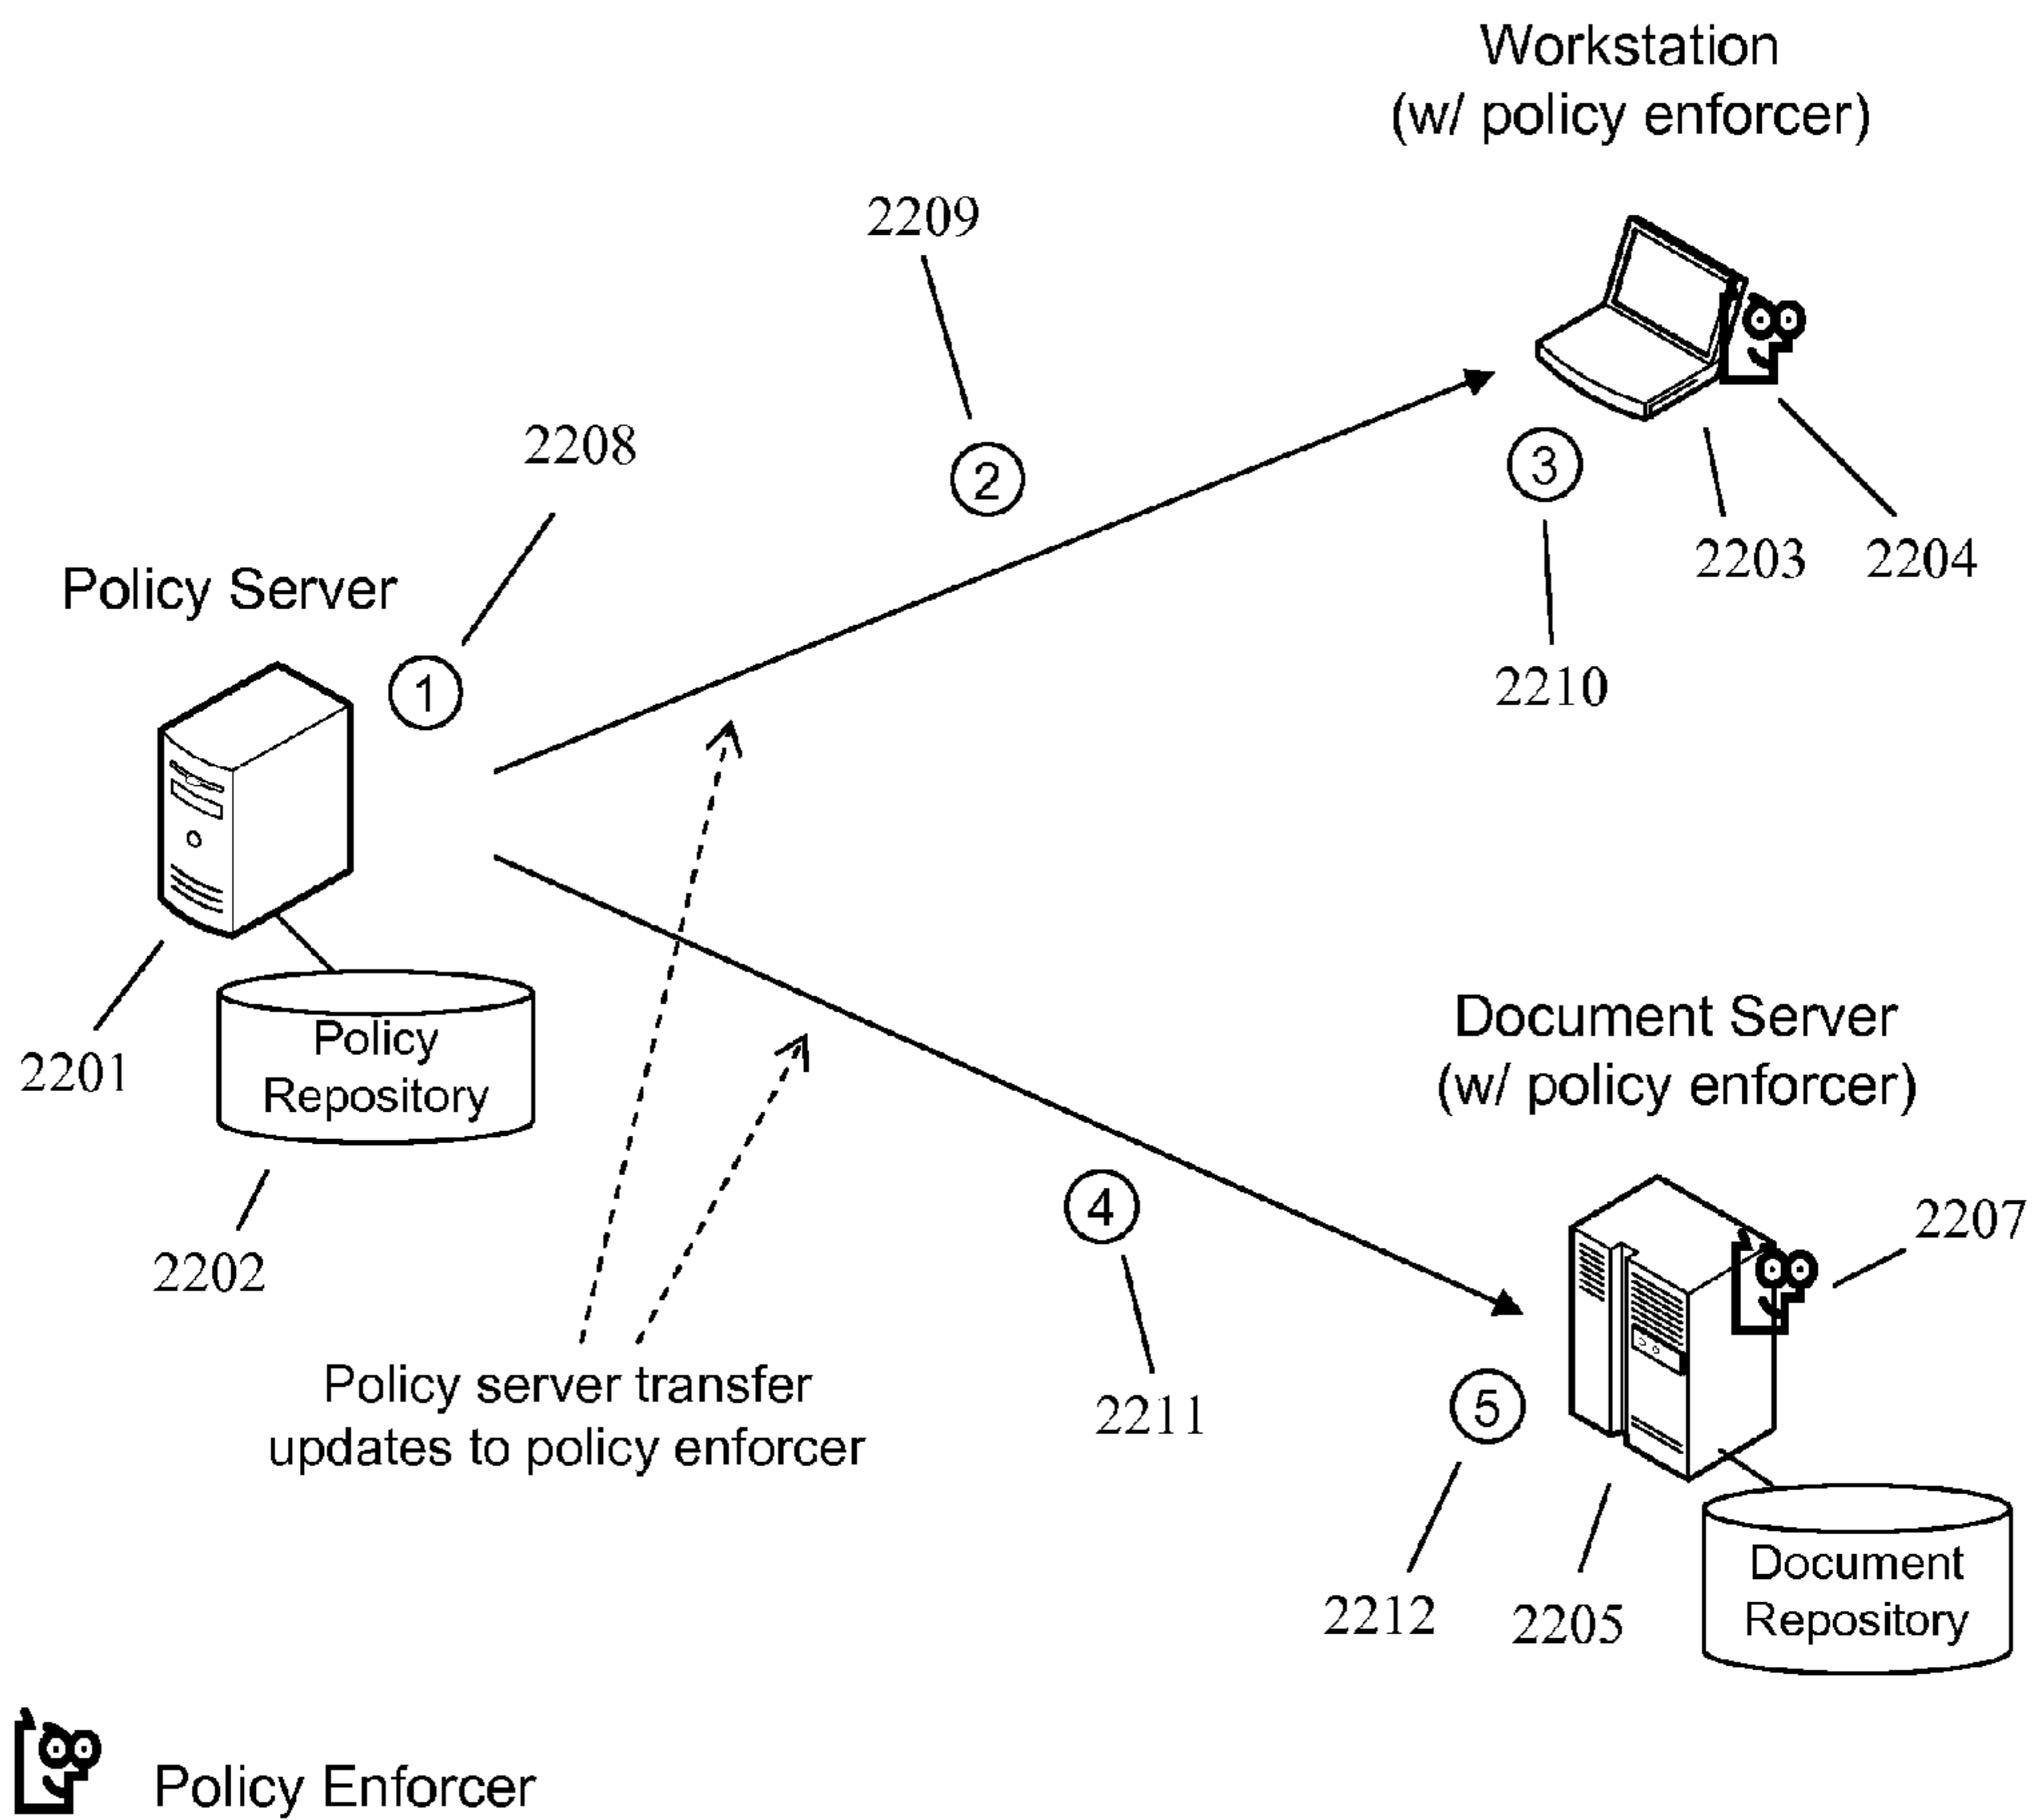 Workstation
(w/ policy enforcer)
2209
2208
2
3
2203
2204
Policy Server
1
2210
2201
Policy
Repository
2202
Document Server
(w/ policy enforcer)
4
2207
Policy server transfer
updates to policy enforcer
2211
5
2212
2205
Document
Repository
Policy Enforcer